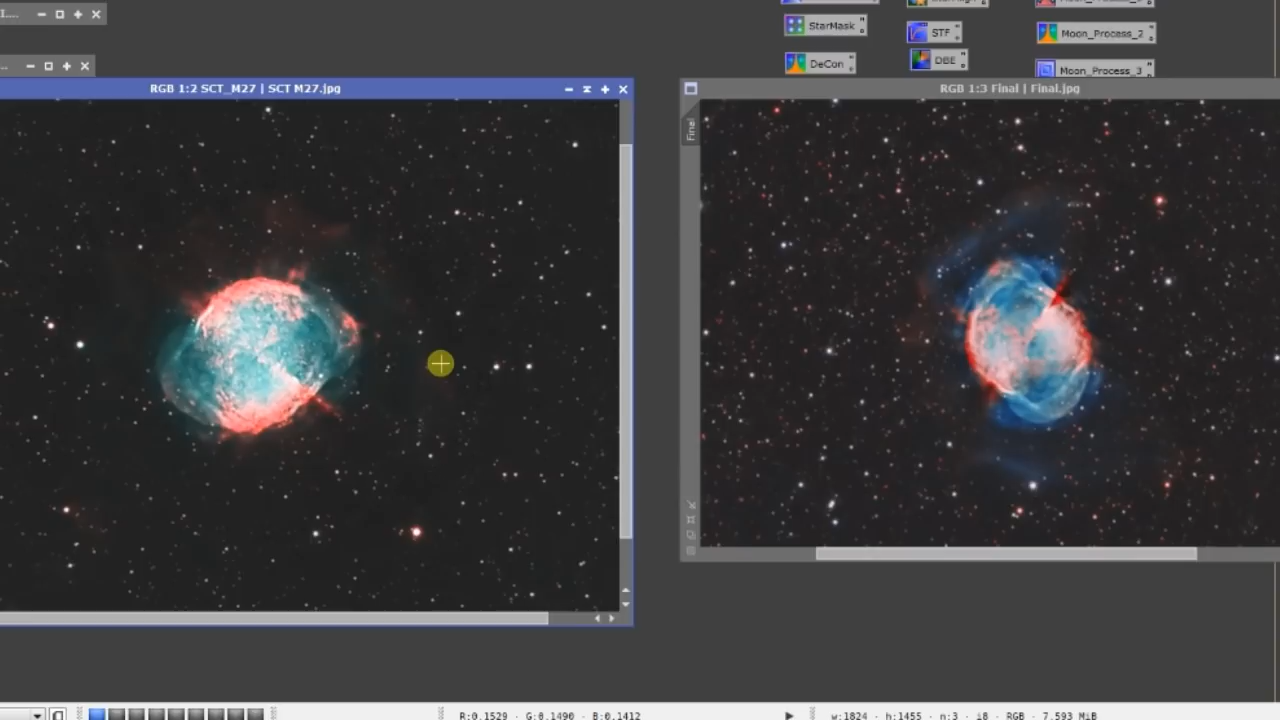 StarMask
STF
Moon_Process_2
DeCon
DBE
Moon_Process_3
RGB 1:2 SCT_M27 | SCT M27.jpg
RGB 1:3 Final | Final.jpg
Final
R:0.1529 · G:0.1490 · B:0.1412
w:1824 · h:1455 · n:3 · i8 · RGB · 7.593 MiB